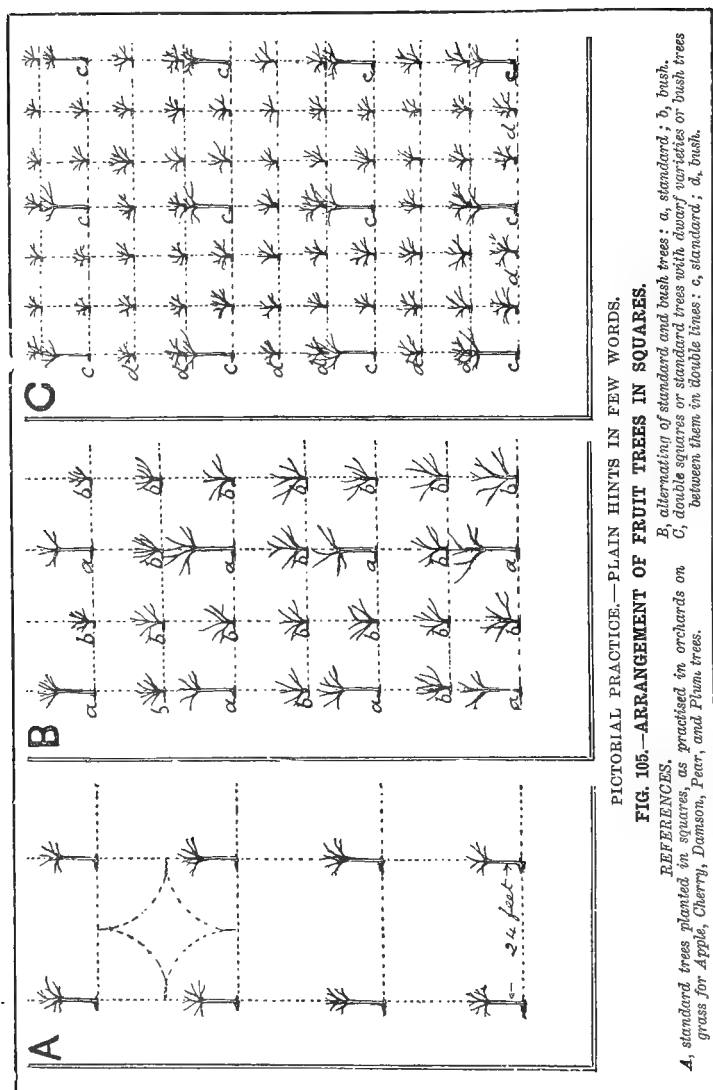 A
24 feet
B
a b a b
b b b b
a b a b
b b b b
a b a b
b b b b
a b a b
C
c c c
d
d
c c c
d
d
c c c
d
d
c d c d c
PICTORIAL PRACTICE.—PLAIN HINTS IN FEW WORDS.
FIG. 105.—ARRANGEMENT OF FRUIT TREES IN SQUARES.
REFERENCES.
A, standard trees planted in squares, as practised in orchards on
grass for Apple, Cherry, Damson, Pear, and Plum trees.
B, alternating of standard and bush trees: a, standard; b, bush.
C, double squares or standard trees with dwarf varieties or bush trees
between them in double lines: c, standard; d, bush.